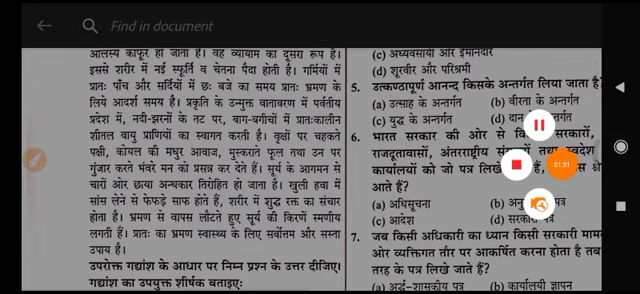 Find in document
आलस्य काफूर हो जाता है। वह व्यायाम का दूसरा रूप है।
इससे शरीर में नई स्फूर्ति व चेतना पैदा होती है। गर्मियों में
प्रातः पाँच और सर्दियों में छः बजे का समय प्रातः भ्रमण के
लिये आदर्श समय है। प्रकृति के उन्मुक्त वातावरण में पर्वतीय
प्रदेश में, नदी-झरनों के तट पर, बाग-बगीचों में प्रातःकालीन
शीतल वायु प्राणियों का स्वागत करती है। वृक्षों पर चहकते
पक्षी, कोयल की मधुर आवाज, मुस्कराते फूल तथा उन पर
गुंजार करते भंवरे मन को प्रसन्न कर देते हैं। सूर्य के आगमन से
चारों ओर छाया अन्धकार तिरोहित हो जाता है। खुली हवा में
सांस लेने से फेफड़े साफ होते हैं, शरीर में शुद्ध रक्त का संचार
होता है। भ्रमण से वापस लौटते हुए सूर्य की किरणें रमणीय
लगती हैं। प्रातः का भ्रमण स्वास्थ्य के लिए सर्वोत्तम और सस्ता
उपाय है।
उपरोक्त गद्यांश के आधार पर निम्न प्रश्न के उत्तर दीजिए।
गद्यांश का उपयुक्त शीर्षक बताइएः
(c) अध्यवसायी और ईमानदार
(d) शूरवीर और परिश्रमी
5. उत्कण्ठापूर्ण आनन्द किसके अन्तर्गत लिया जाता है
(a) उत्साह के अन्तर्गत (b) वीरता के अन्तर्गत
(c) युद्ध के अन्तर्गत (d) दान
6. भारत सरकार की ओर से सरकारों,
राजदूतावासों, अंतरराष्ट्रीय
कार्यालयों को जो पत्र लिखे हैं,
आते हैं?
(a) अधिसूचना (b)
(c) आदेश (d)
01:31
7. जब किसी अधिकारी का ध्यान किसी सरकारी
ओर व्यक्तिगत तौर पर आकर्षित करना होता है तब
तरह के पत्र लिखे जाते हैं?
(a) अर्द्ध-शासकीय पत्र (b) कार्यालयी ज्ञापन